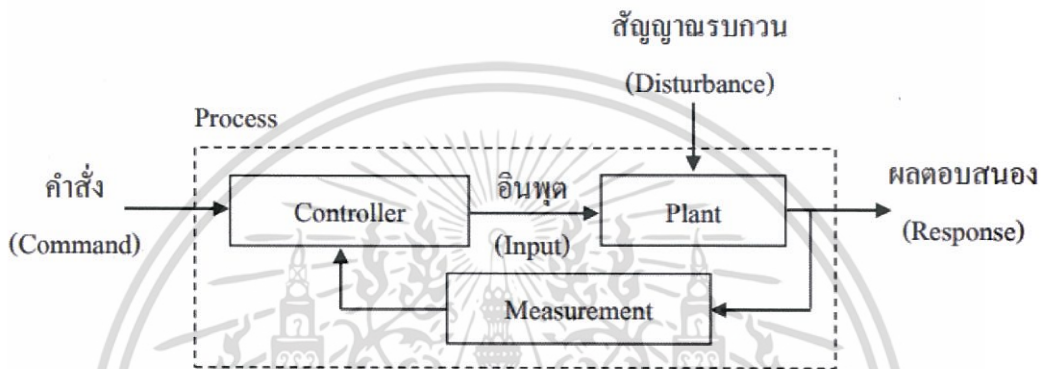 สัญญาณรบกวน
(Disturbance)
Process
คำสั่ง
(Command)
Controller
อินพุต
(Input)
Plant
ผลตอบสนอง
(Response)
Measurement